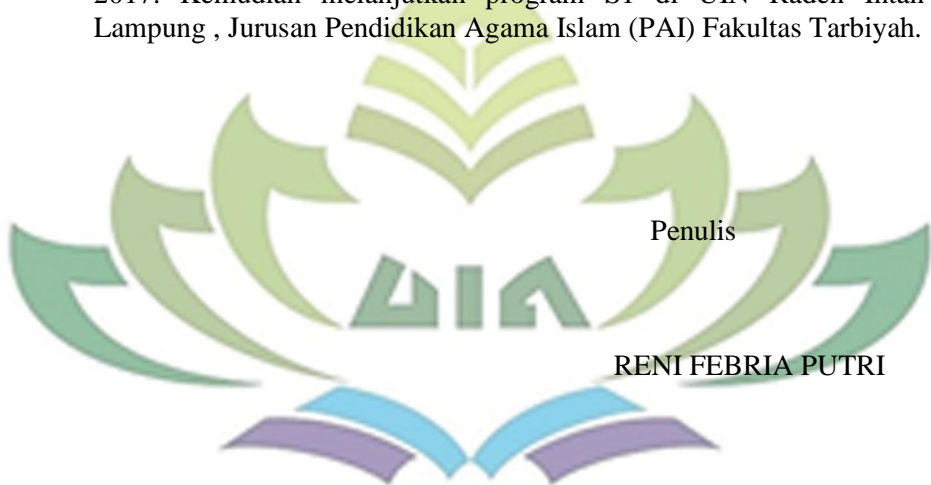 2017. Kemudian melanjutkan program S1 di UIN Raden Intan
Lampung , Jurusan Pendidikan Agama Islam (PAI) Fakultas Tarbiyah.
Penulis
UIN
RENI FEBRIA PUTRI